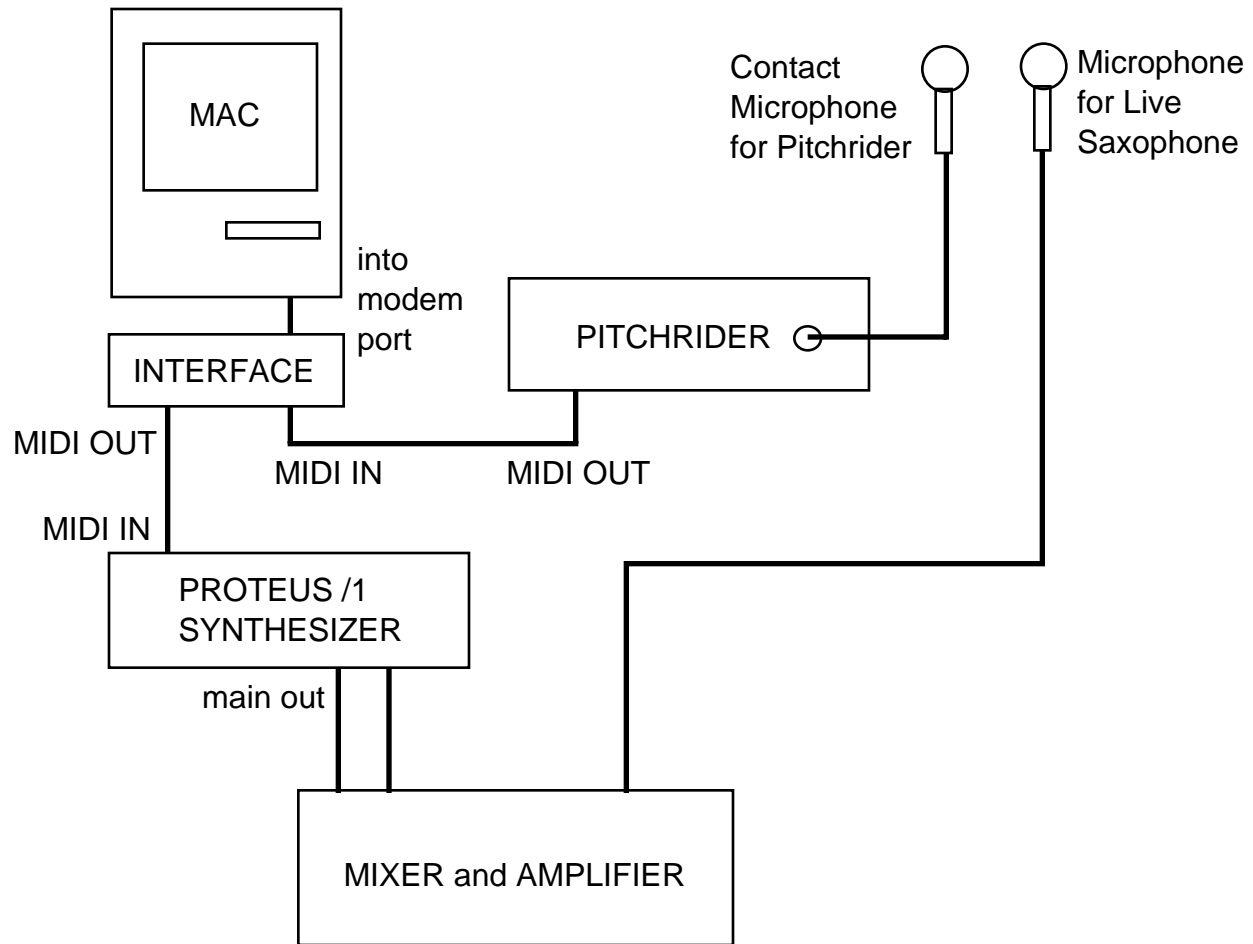 MAC
Contact
Microphone
for Pitchrider
Microphone
for Live
Saxophone
into
modem
port
INTERFACE
PITCHRIDER
MIDI OUT
MIDI IN
MIDI OUT
MIDI IN
PROTEUS /1
SYNTHESIZER
main out
MIXER and AMPLIFIER